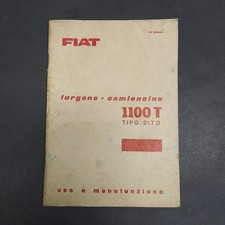 FIAT
furgone - camioncino
1100 T
TIPO 217 D
uso e manutenzione